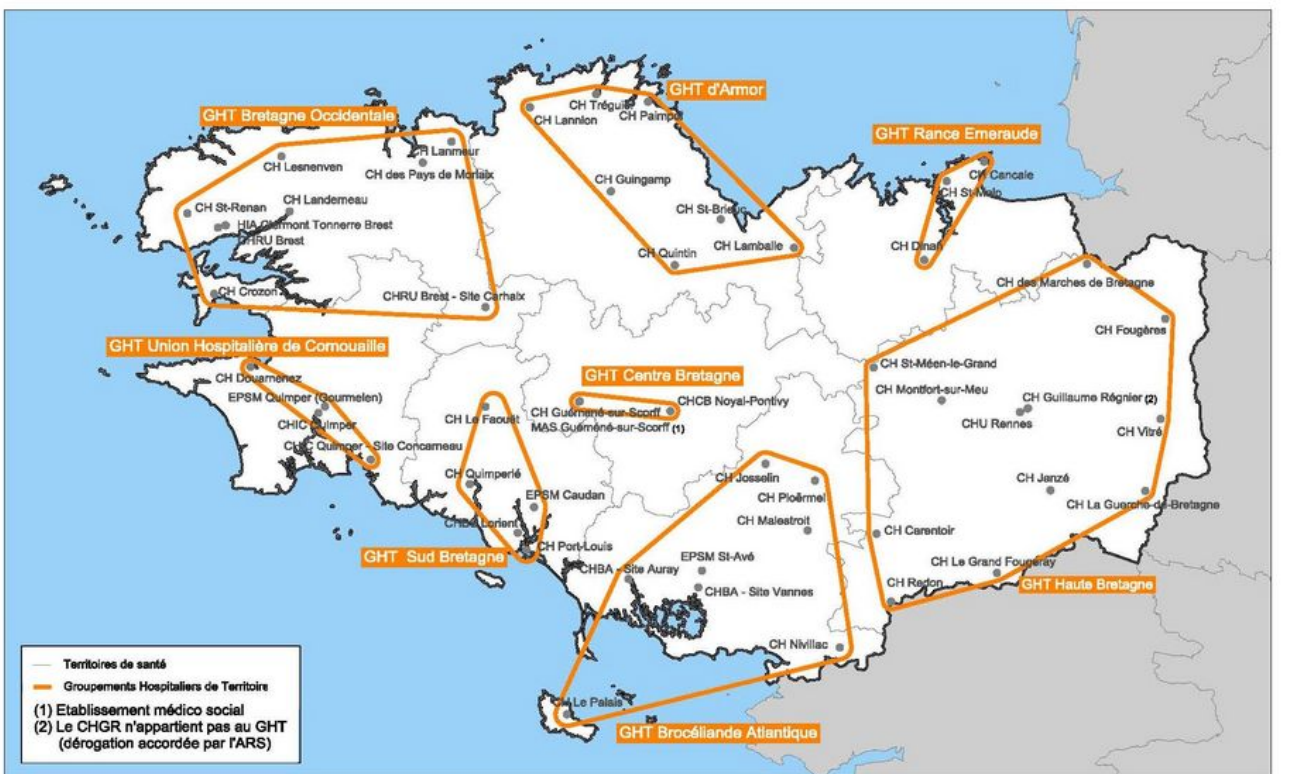 GHT d'Armor
CH Tréguier
CH Lannion
CH Paimpol
GHT Bretagne Occidentale
GHT Rance Emeraude
CH Lanmeur
CH Lesnenven
CH des Pays de Morlaix
CH Cancale
CH St-Malo
CH Guingamp
CH Landerneau
CH St-Renan
CH St-Brieuc
HIA Clermont Tonnerre Brest
CHRU Brest
CH Lamballe
CH Dinan
CH Quintin
CH des Marches de Bretagne
CH Crozon
CHRU Brest - Site Carhaix
CH Fougères
GHT Union Hospitalière de Cornouaille
CH St-Méen-le-Grand
GHT Centre Bretagne
CH Douarnenez
CH Montfort-sur-Meu
EPSM Quimper (Gourmelen)
CHCB Noyal-Pontivy
CH Guillaume Régnier (2)
CH Le Faouët
CH Guémené-sur-Scorff
MAS Guémené-sur-Scorff (1)
CHIC Quimper
CHU Rennes
CH Vitré
CHIC Quimper - Site Concarneau
CH Josselin
CH Quimperlé
CH Janzé
CH Ploërmel
EPSM Caudan
CH La Guerche-de-Bretagne
CHBS Lorient
CH Malestroit
CH Carentoir
CH Port-Louis
GHT Sud Bretagne
EPSM St-Avé
CH Le Grand Fougeray
CHBA - Site Auray
CH Redon
GHT Haute Bretagne
CHBA - Site Vannes
CH Nivillac
CH Le Palais
GHT Brocéliande Atlantique
Territoires de santé
Groupements Hospitaliers de Territoire
(1) Etablissement médico social
(2) Le CHGR n'appartient pas au GHT
(dérogation accordée par l'ARS)